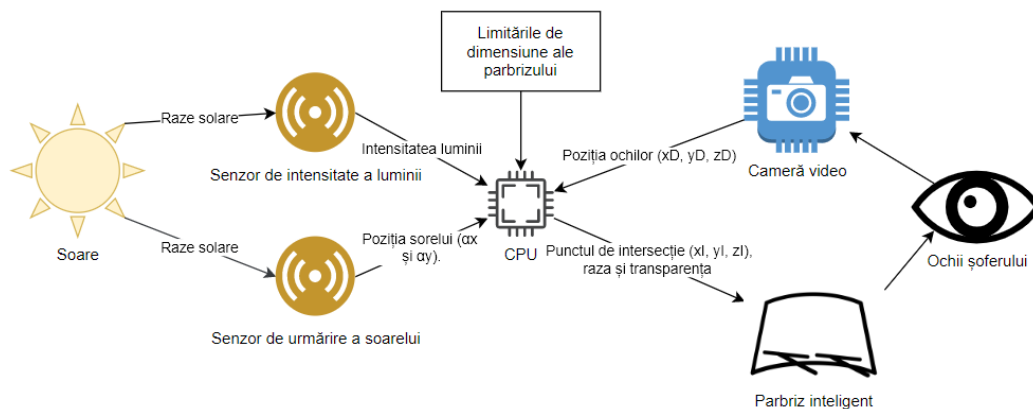 Limitările de
dimensiune ale
parbrizului
Raze solare
Intensitatea luminii
Senzor de intensitate a luminii
Poziția ochilor (xD, yD, zD)
Cameră video
Soare
Raze solare
Poziția sorelui (αx
și αy).
CPU
Punctul de intersecție (xI, yI, zI),
raza și transparența
Ochii șoferului
Senzor de urmărire a soarelui
Parbriz inteligent